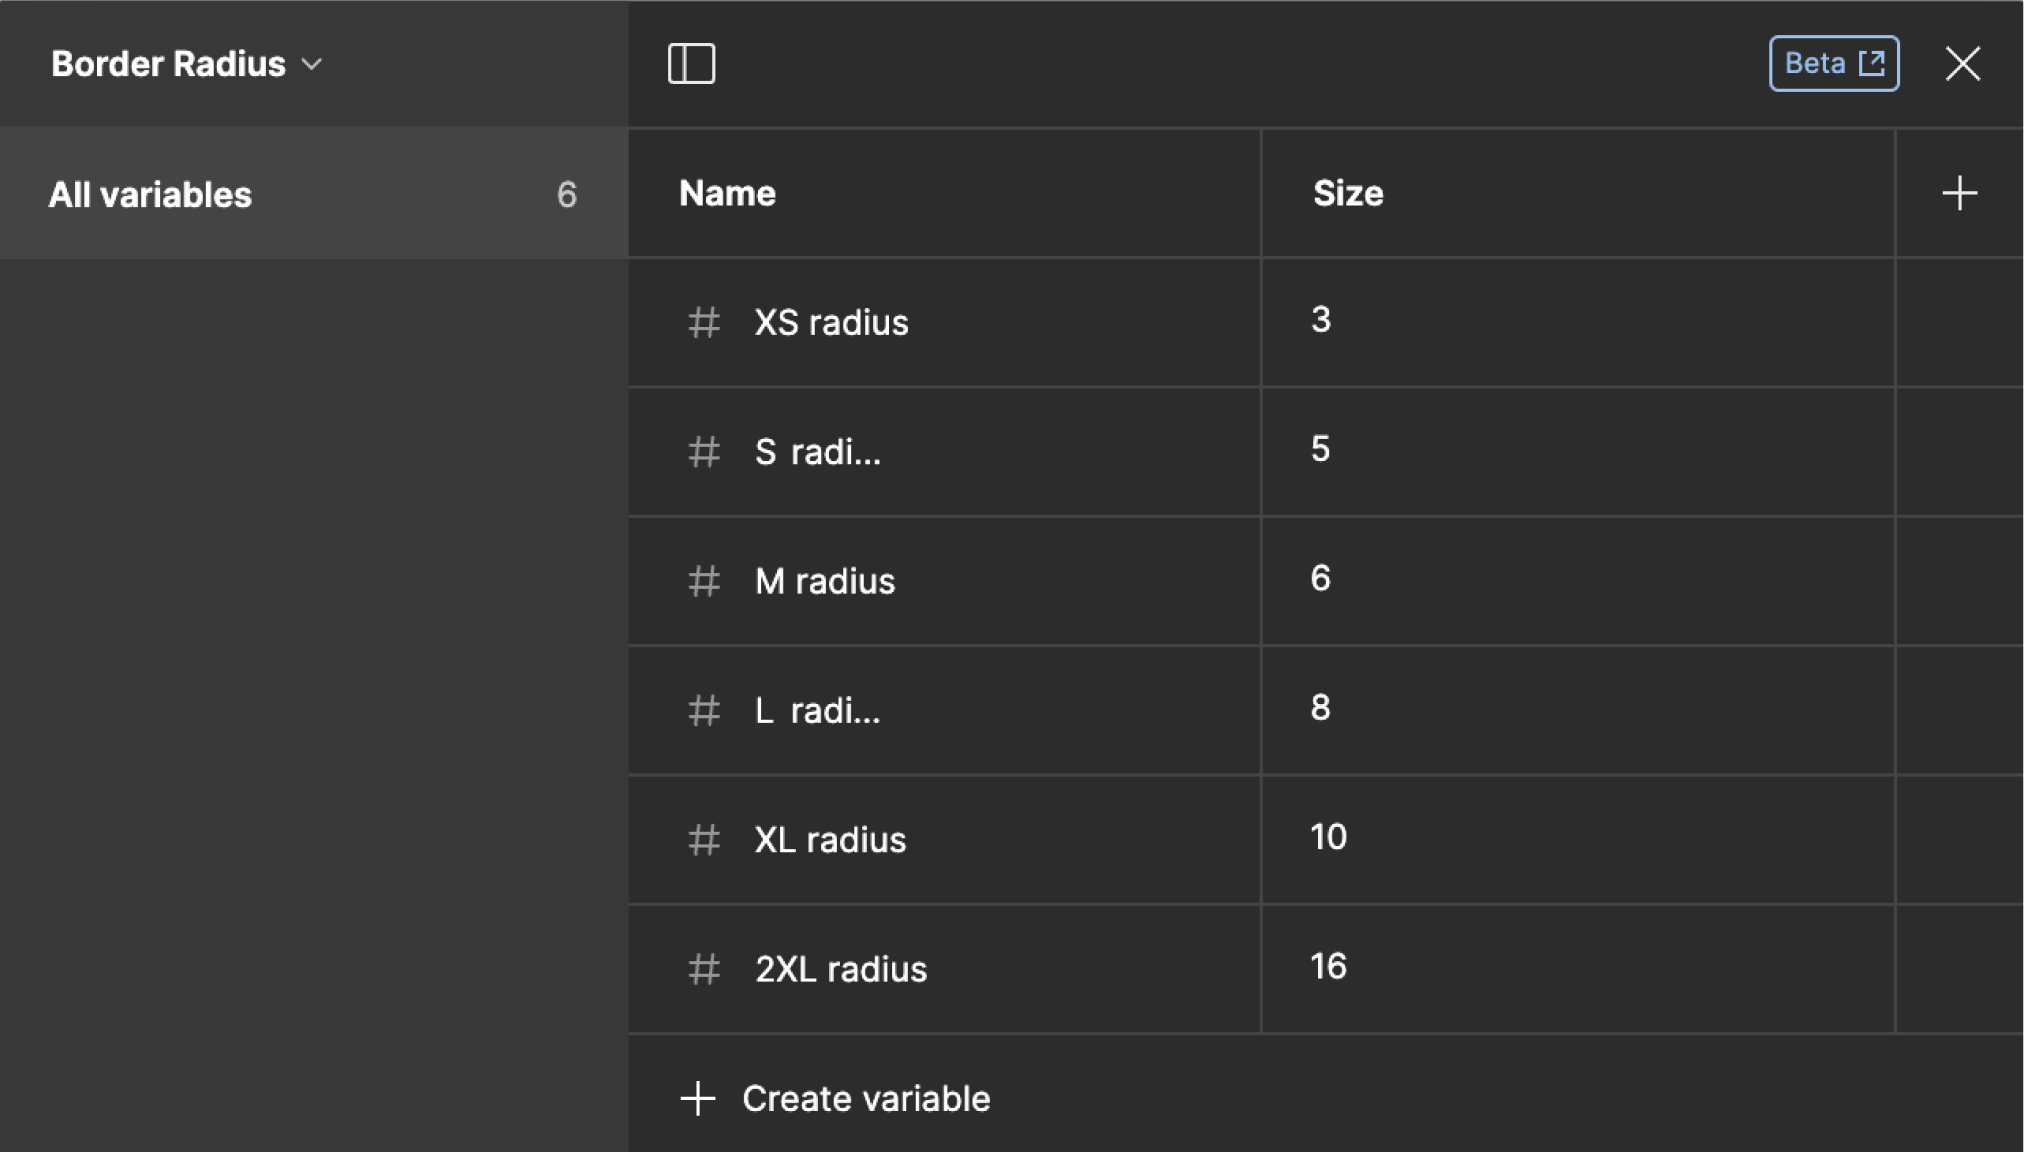 Border Radius
Beta
All variables 6
Name Size
XS radius 3
S radi... 5
M radius 6
L radi... 8
XL radius 10
2XL radius 16
Create variable